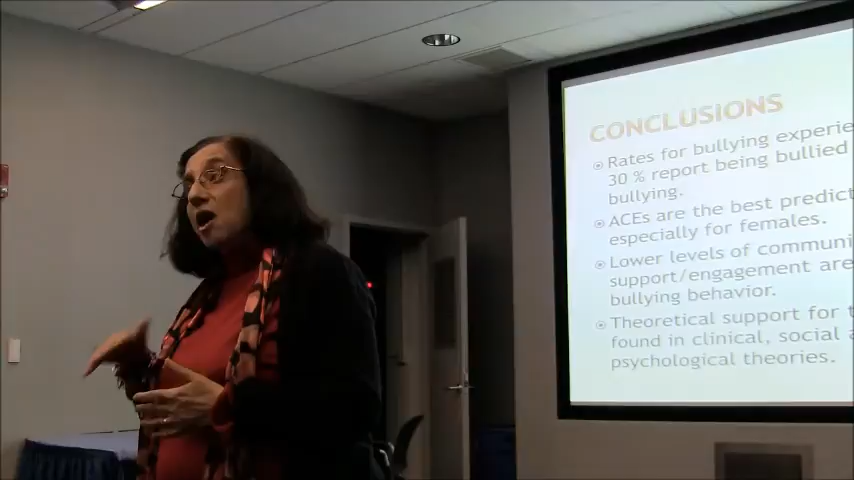 CONCLUSIONS
Rates for bullying experie
30 % report being bullied
bullying.
ACEs are the best predict
especially for females.
Lower levels of communi
support/engagement are
bullying behavior.
Theoretical support for t
found in clinical, social a
psychological theories.